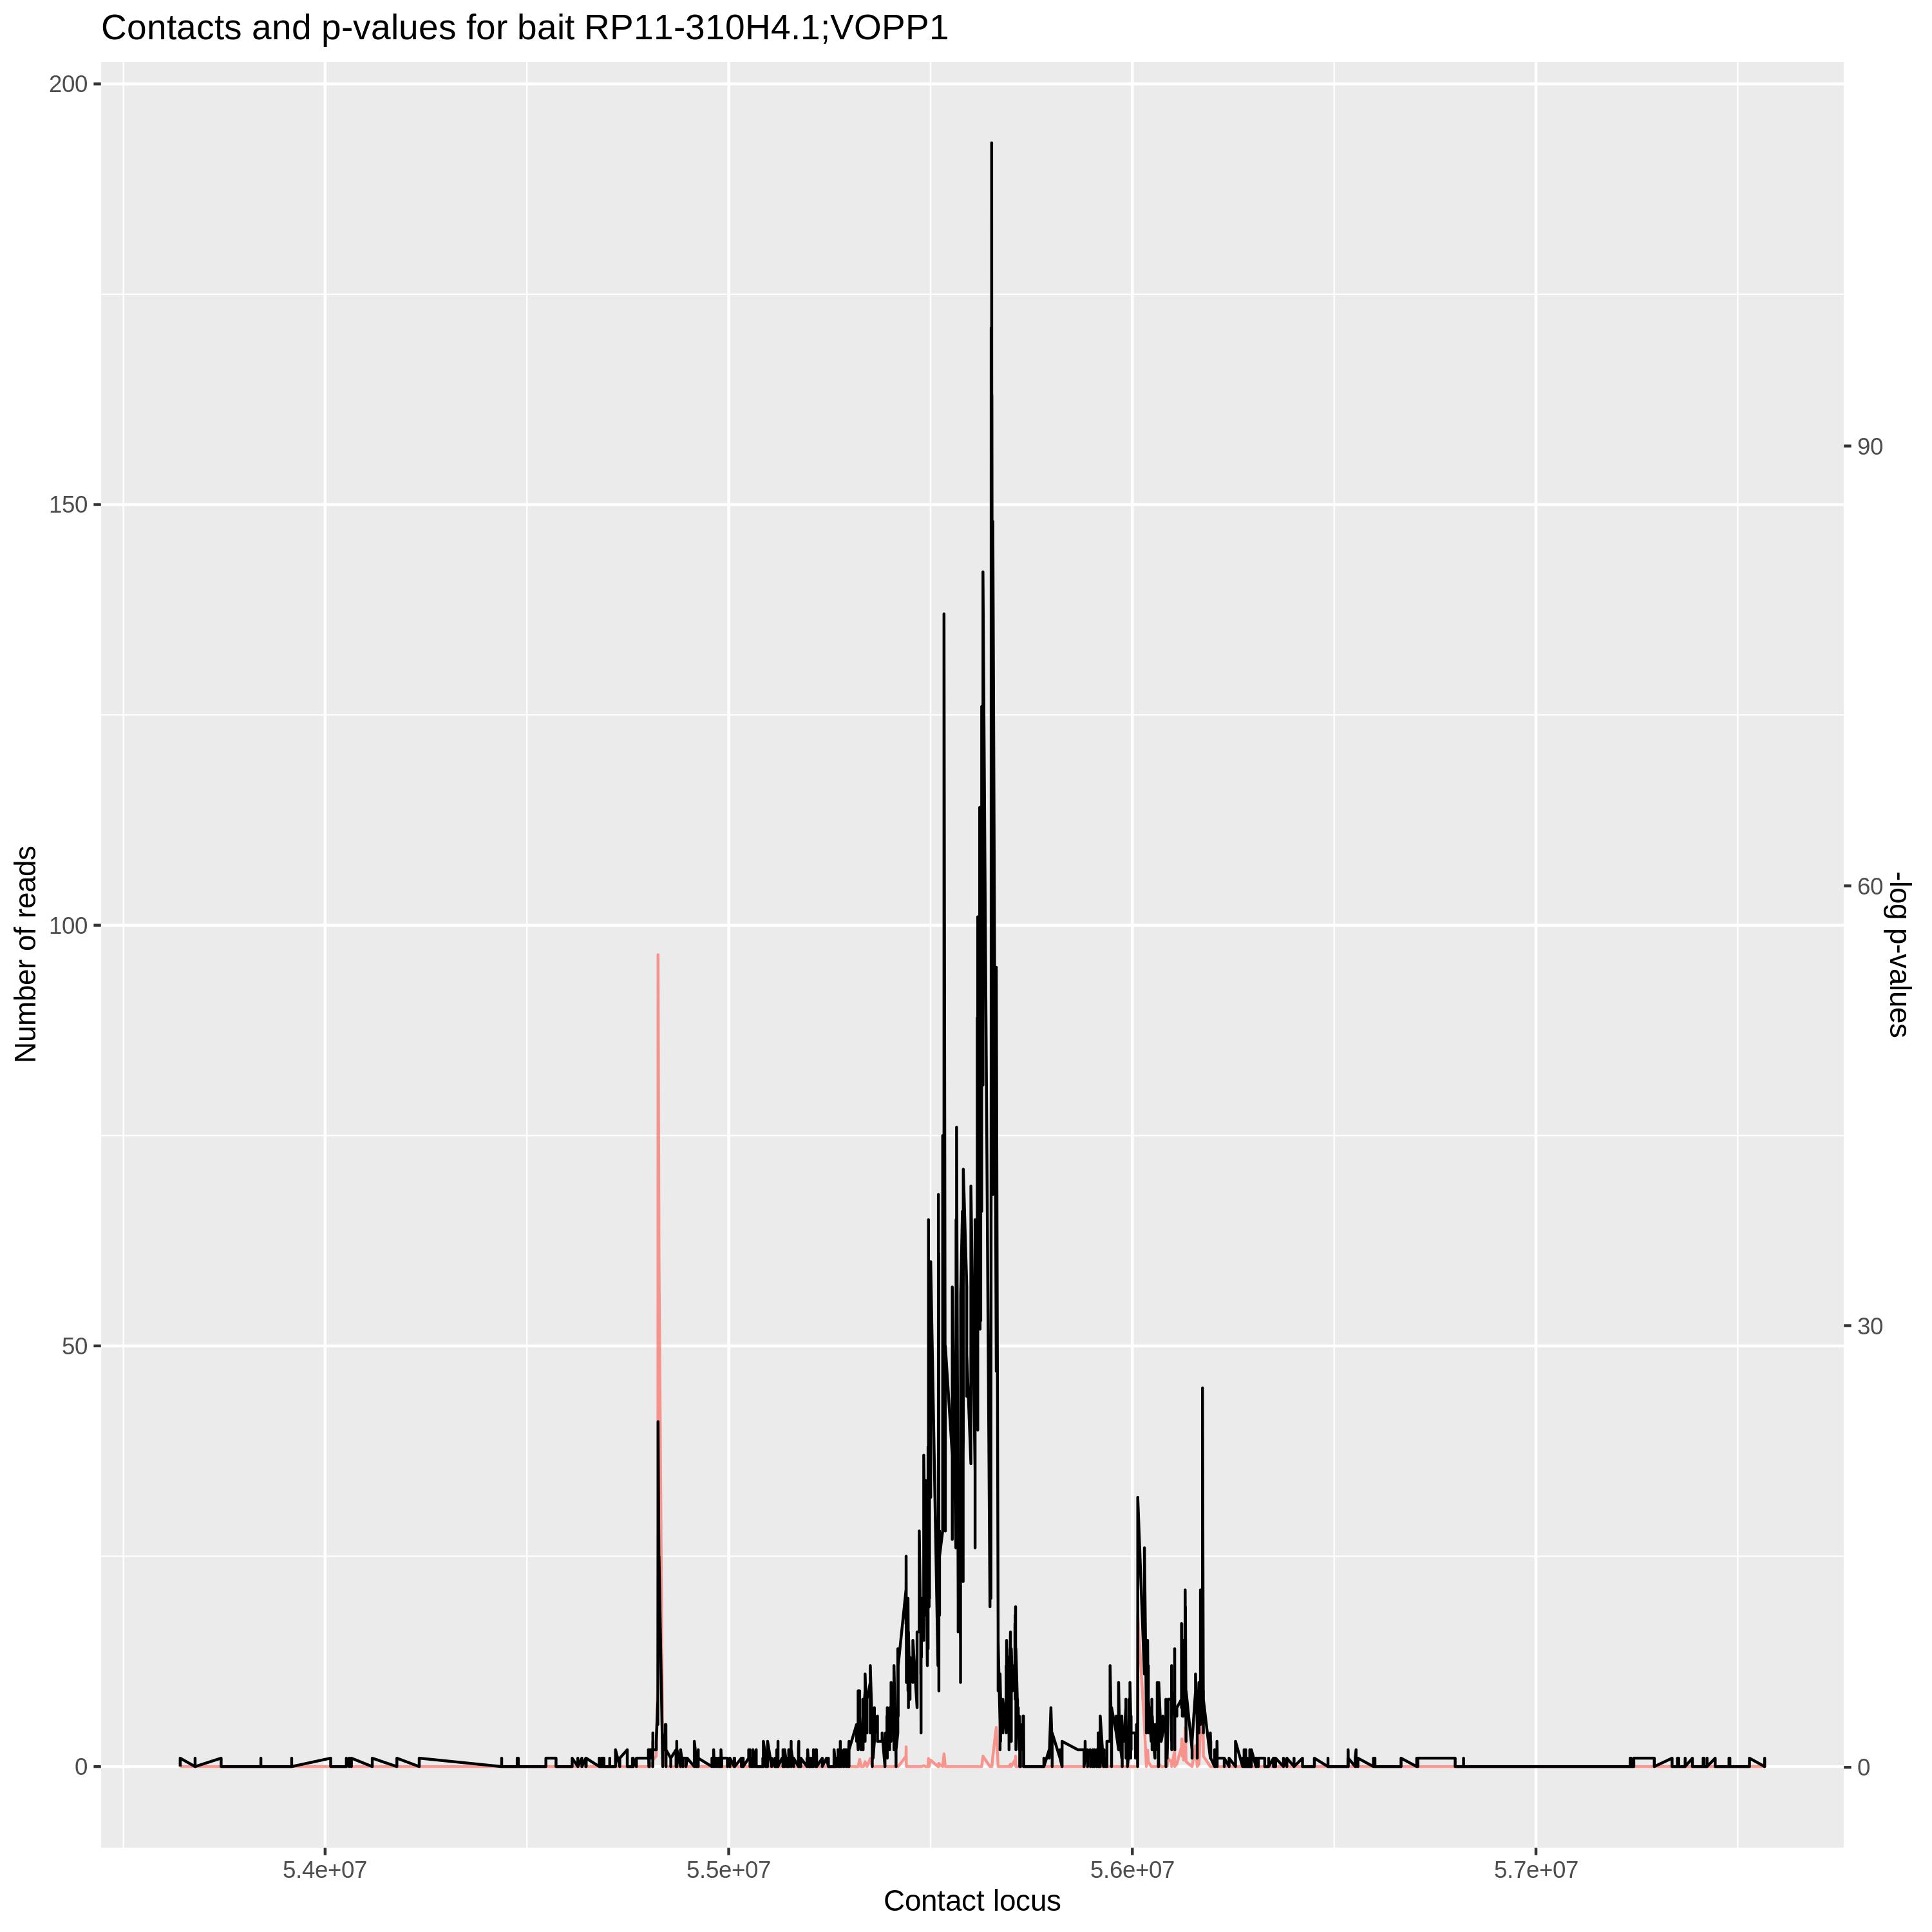 Contacts and p-values for bait RP11-310H4.1;VOPP1
200
150
100
50
0
90
60
30
0
Number of reads
-log p-values
5.4e+07 5.5e+07 5.6e+07 5.7e+07
Contact locus